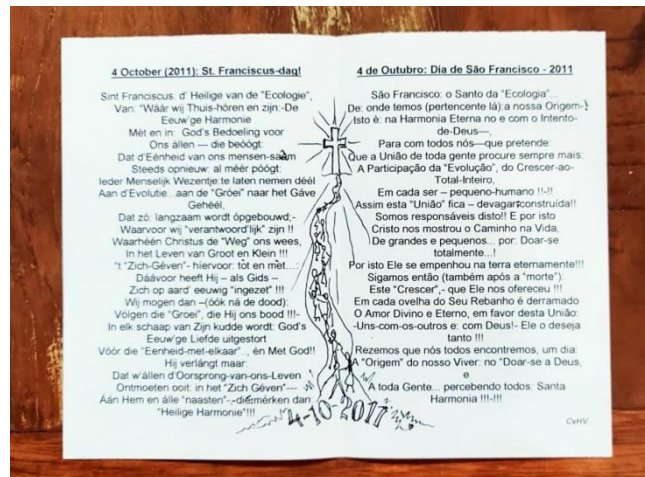 4 October (2011): St. Franciscus-dag!
Sint Franciscus: d' Heilige van de "Ecologie",
Van: "Wáár wij Thuis-hóren en zijn:-De
Eeuw'ge Harmonie
Mét en in: God's Bedoeling voor
Ons állen --- die beóógt:
Dat d'Eénheid van ons mensen-saam
Steeds opnieuw: al méér póógt:
Ieder Menselijk Wezentje te laten nemen déél
Aan d'Evolutie...aan de "Gróei" naar het Gáve
Gehéél,
Dat zó: langzaam wordt ópgebouwd;-
Waarvoor wij "verantwoord'lijk" zijn !!
Waarhéén Christus de "Weg" ons wees,
In het Leven van Groot en Klein !!!
"t "Zich-Géven"- hiervoor: tót en mét...:
Dáávoor heeft Hij – als Gids –
Zich op aard' eeuwig "ingezet" !!!
Wij mogen dan –(óók ná de dood):
Vólgen die "Groei", die Hij ons bood !!!-
In elk schaap van Zijn kudde wordt: God's
Eeuw'ge Liefde uitgestort
Vóór die "Eenheid-met-elkaar"... én Met God!!
Hij verlángt maar:
Dat w'állen d'Oorsprong-van-ons-Leven
Ontmoeten ooit: in het "Zich Géven"---
Áán Hem en álle "naasten"-,-die mérken dan:
"Heilige Harmonie"!!!
4 de Outubro: Dia de São Francisco - 2011
São Francisco: o Santo da "Ecologia"...
De: onde temos (pertencente lá):a nossa Origem-}
Isto è: na Harmonia Eterna no e com o Intento-
de-Deus---,
Para com todos nós---que pretende:
Que a União de toda gente procure sempre mais:
A Participação da "Evolução", do Crescer-ao-
Total-Inteiro,
Em cada ser – pequeno-humano !!-!!
Assim esta "União" fica – devagar:construída!!
Somos responsáveis disto!! E por isto
Cristo nos mostrou o Caminho na Vida,
De grandes e pequenos... por: Doar-se
totalmente...!
Por isto Ele se empenhou na terra eternamente!!!
Sigamos então (também após a "morte"):
Este "Crescer",- que Ele nos ofereceu !!!
Em cada ovelha do Seu Rebanho é derramado
O Amor Divino e Eterno-, em favor desta União:
-Uns-com-os-outros e: com Deus!- Ele o deseja
tanto !!!
Rezemos que nós todos encontremos, um dia:
A "Origem" do nosso Viver: no "Doar-se a Deus,
e
A toda Gente... percebendo todos: Santa
Harmonia !!!-!!!
4-10-2011
CvHV